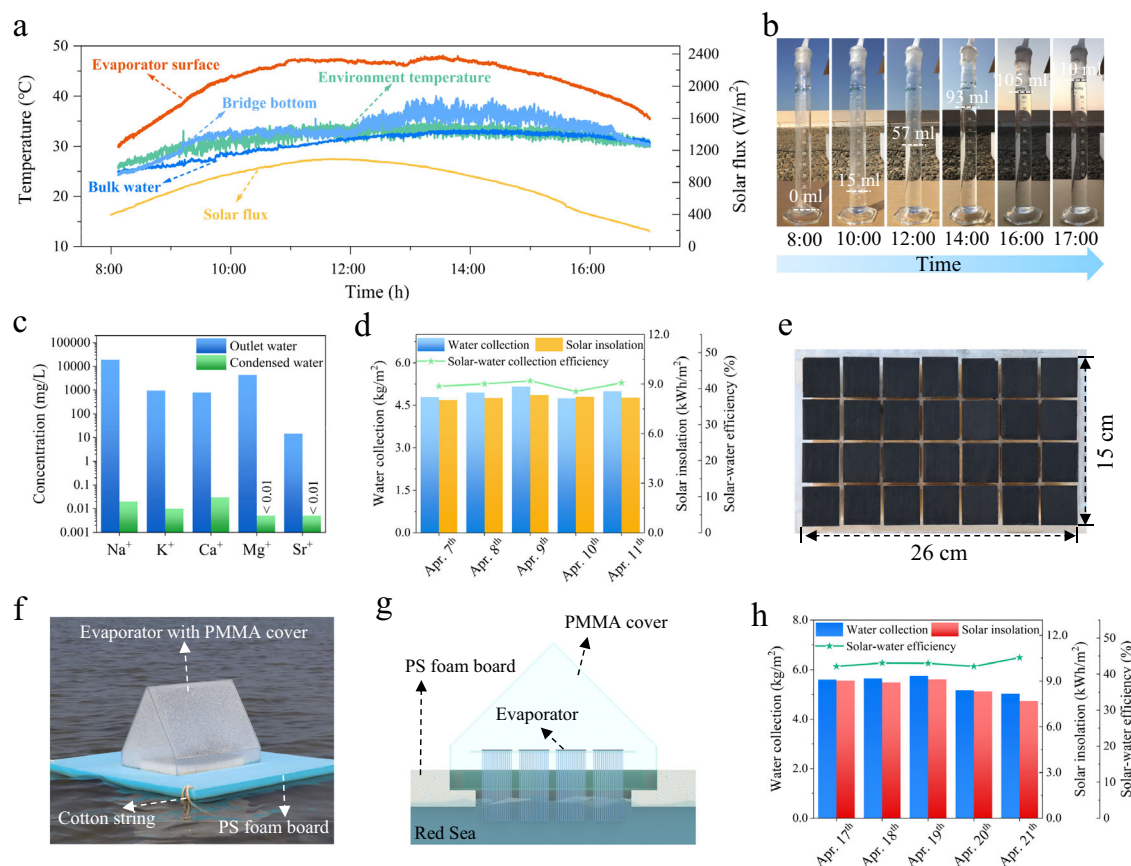 a
Temperature (℃)
50
40
30
20
10
Evaporator surface
Environment temperature
Bridge bottom
Bulk water
Solar flux
2400
2000
1600
1200
800
400
0
Solar flux (W/m²)
8:00 10:00 12:00 14:00 16:00
Time (h)
b
0 ml
15 ml
57 ml
93 ml
105 ml
8:00 10:00 12:00 14:00 16:00 17:00
Time
c
Concentration (mg/L)
100000
10000
1000
100
10
1
0.1
0.01
0.001
Outlet water
Condensed water
< 0.01
< 0.01
Na⁺ K⁺ Ca⁺ Mg⁺ Sr⁺
d
Water collection (kg/m²)
6.0
4.5
3.0
1.5
0.0
Water collection
Solar insolation
Solar-water collection efficiency
12.0
9.0
6.0
3.0
0.0
Solar insolation (kWh/m²)
50
40
30
20
10
0
Solar-water efficiency (%)
Apr. 7ᵗʰ
Apr. 8ᵗʰ
Apr. 9ᵗʰ
Apr. 10ᵗʰ
Apr. 11ᵗʰ
e
15 cm
26 cm
f
Evaporator with PMMA cover
Cotton string
PS foam board
g
PMMA cover
PS foam board
Evaporator
Red Sea
h
Water collection (kg/m²)
8.0
6.0
4.0
2.0
0.0
Water collection
Solar insolation
Solar-water efficiency
12.0
9.0
6.0
3.0
0.0
Solar insolation (kWh/m²)
50
40
30
20
10
0
Solar-water efficiency (%)
Apr. 17ᵗʰ
Apr. 18ᵗʰ
Apr. 19ᵗʰ
Apr. 20ᵗʰ
Apr. 21ᵗʰ